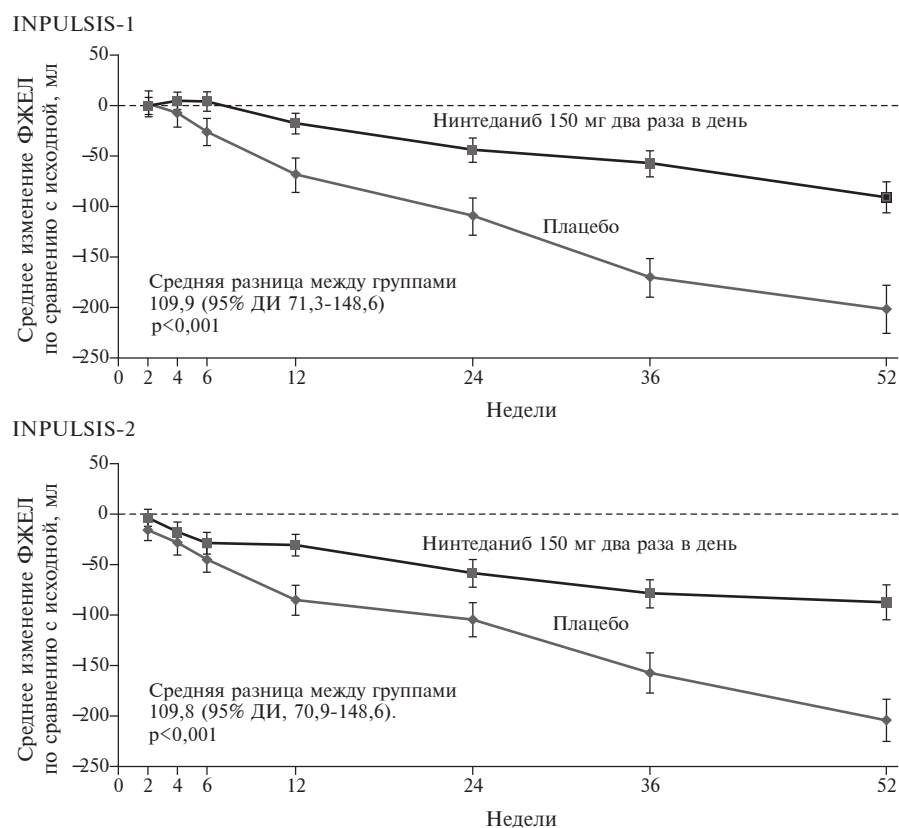 INPULSIS-1
Среднее изменение ФЖЕЛ
по сравнению с исходной, мл
50
0
–50
–100
–150
–200
–250
Нинтеданиб 150 мг два раза в день
Плацебо
Средняя разница между группами
109,9 (95% ДИ 71,3-148,6)
p<0,001
0 2 4 6 12 24 36 52
Недели
INPULSIS-2
Среднее изменение ФЖЕЛ
по сравнению с исходной, мл
50
0
–50
–100
–150
–200
–250
Нинтеданиб 150 мг два раза в день
Плацебо
Средняя разница между группами
109,8 (95% ДИ, 70,9-148,6).
p<0,001
0 2 4 6 12 24 36 52
Недели